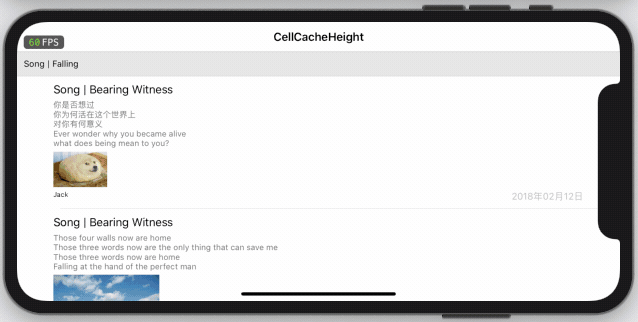 60 FPS
CellCacheHeight
Song | Falling
Song | Bearing Witness
你是否想过
你为何活在这个世界上
对你有何意义
Ever wonder why you became alive
what does being mean to you?
Jack
2018年02月12日
Song | Bearing Witness
Those four walls now are home
Those three words now are the only thing that can save me
Those three words now are home
Falling at the hand of the perfect man